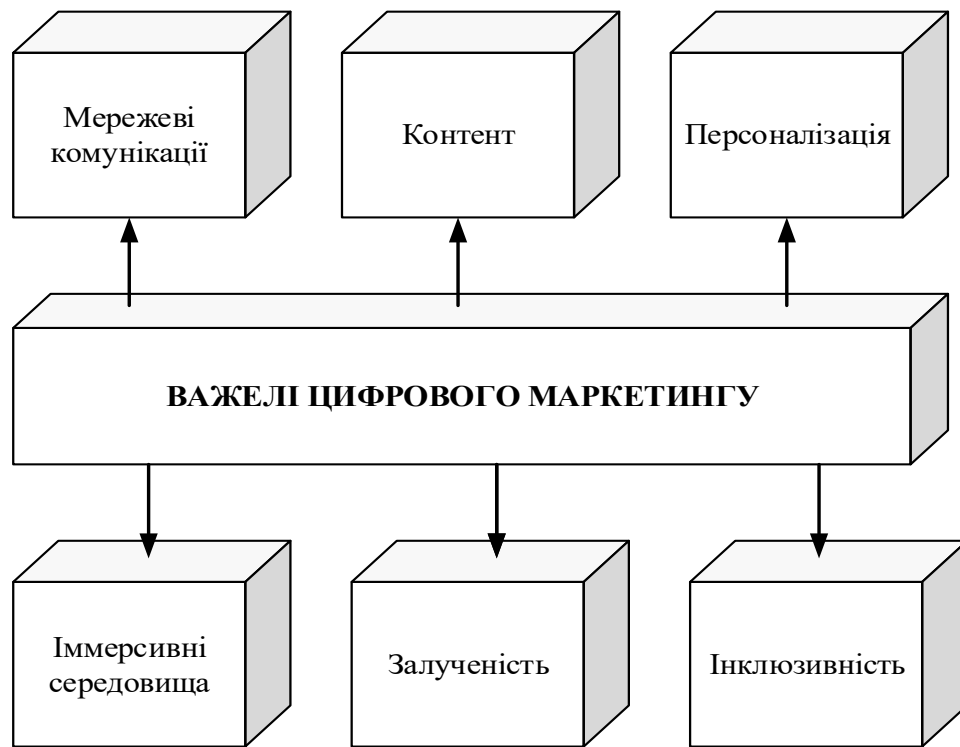 Мережеві
комунікації
Контент
Персоналізація
ВАЖЕЛІ ЦИФРОВОГО МАРКЕТИНГУ
Іммерсивні
середовища
Залученість
Інклюзивність